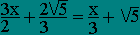 3x/2 + 2√5/3 = x/3 + √5